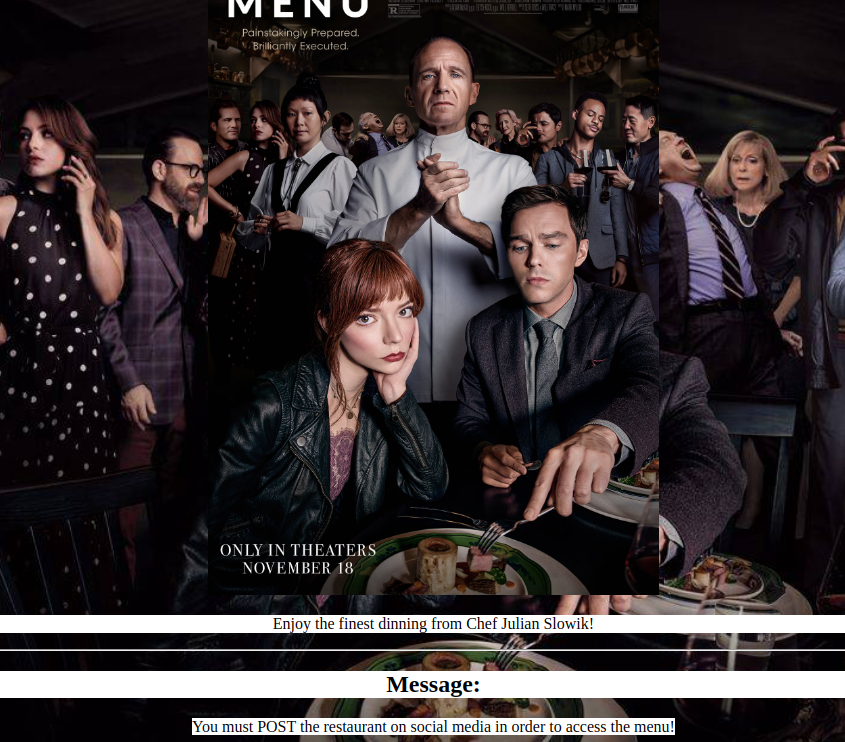 MENU
Painstakingly Prepared.
Brilliantly Executed.
R
ONLY IN THEATERS
NOVEMBER 18
Enjoy the finest dinning from Chef Julian Slowik!
Message:
You must POST the restaurant on social media in order to access the menu!